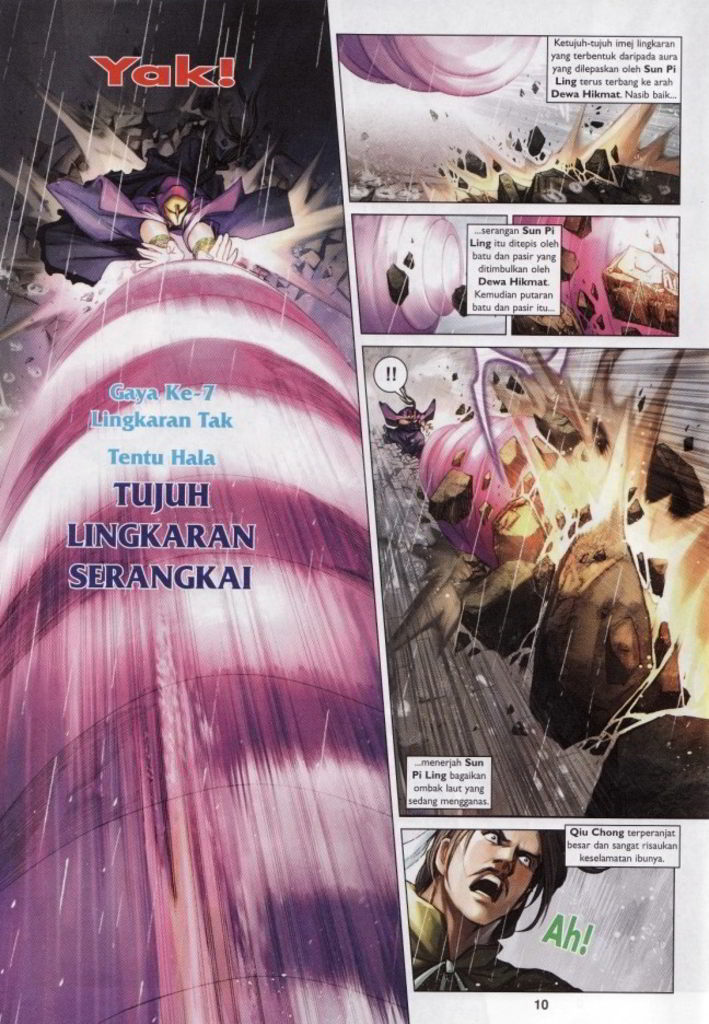 Yak!
Gaya Ke-7
Lingkaran Tak
Tentu Hala
TUJUH
LINGKARAN
SERANGKAI
Ketujuh-tujuh imej lingkaran
yang terbentuk daripada aura
yang dilepaskan oleh Sun Pi
Ling terus terbang ke arah
Dewa Hikmat. Nasib baik...
...serangan Sun Pi
Ling itu ditepis oleh
batu dan pasir yang
ditimbulkan oleh
Dewa Hikmat.
Kemudian putaran
batu dan pasir itu...
!!
...menerjah Sun
Pi Ling bagaikan
ombak laut yang
sedang mengganas.
Qiu Chong terperanjat
besar dan sangat risaukan
keselamatan ibunya.
Ah!
10